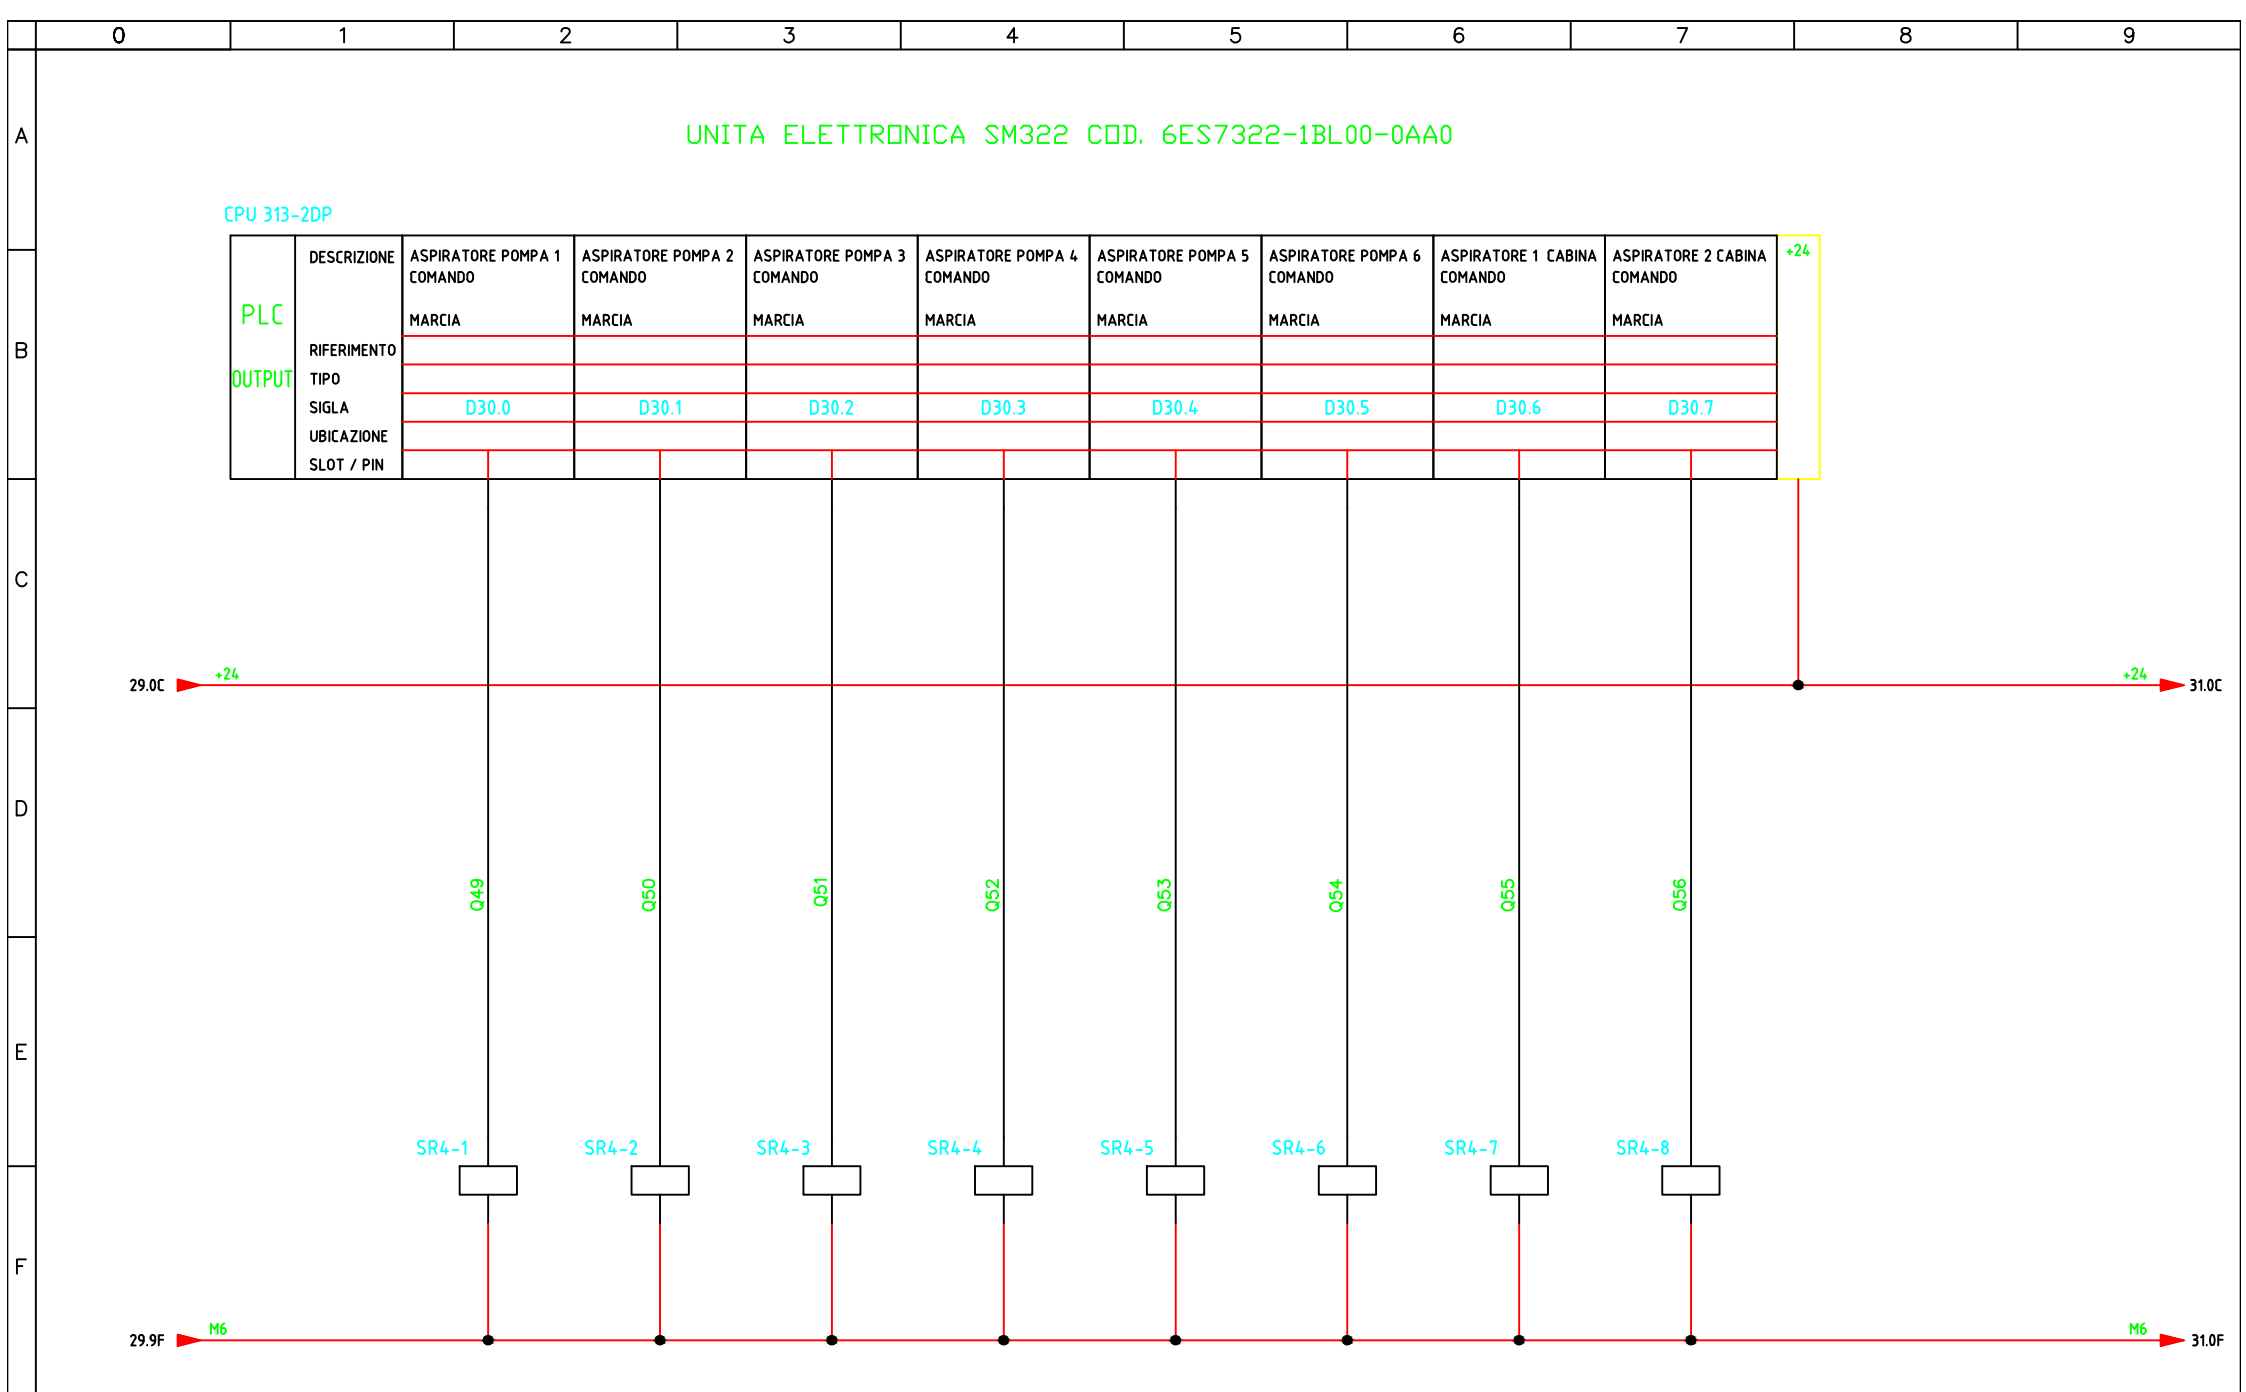 0 1 2 3 4 5 6 7 8 9
A
UNITA ELETTRONICA SM322 COD. 6ES7322-1BL00-0AA0
CPU 313-2DP
DESCRIZIONE ASPIRATORE POMPA 1 ASPIRATORE POMPA 2 ASPIRATORE POMPA 3 ASPIRATORE POMPA 4 ASPIRATORE POMPA 5 ASPIRATORE POMPA 6 ASPIRATORE 1 CABINA ASPIRATORE 2 CABINA +24
COMANDO COMANDO COMANDO COMANDO COMANDO COMANDO COMANDO COMANDO
PLC MARCIA MARCIA MARCIA MARCIA MARCIA MARCIA MARCIA MARCIA
B RIFERIMENTO
OUTPUT TIPO
SIGLA D30.0 D30.1 D30.2 D30.3 D30.4 D30.5 D30.6 D30.7
UBICAZIONE
SLOT / PIN
C
29.0C +24 +24 31.0C
D
Q49 Q50 Q51 Q52 Q53 Q54 Q55 Q56
E
SR4-1 SR4-2 SR4-3 SR4-4 SR4-5 SR4-6 SR4-7 SR4-8
F
29.9F M6 M6 31.0F